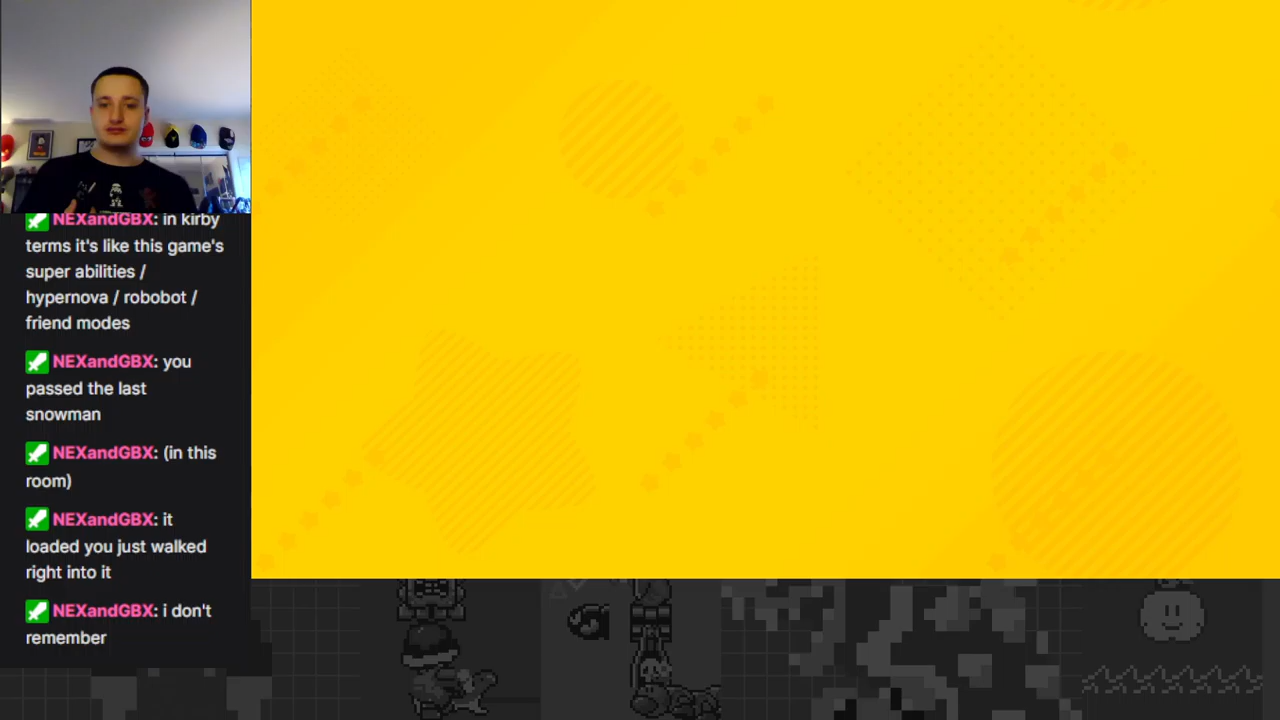 NEXandGBX: in kirby
terms it's like this game's
super abilities /
hypernova / robobot /
friend modes
NEXandGBX: you
passed the last
snowman
NEXandGBX: (in this
room)
NEXandGBX: it
loaded you just walked
right into it
NEXandGBX: i don't
remember